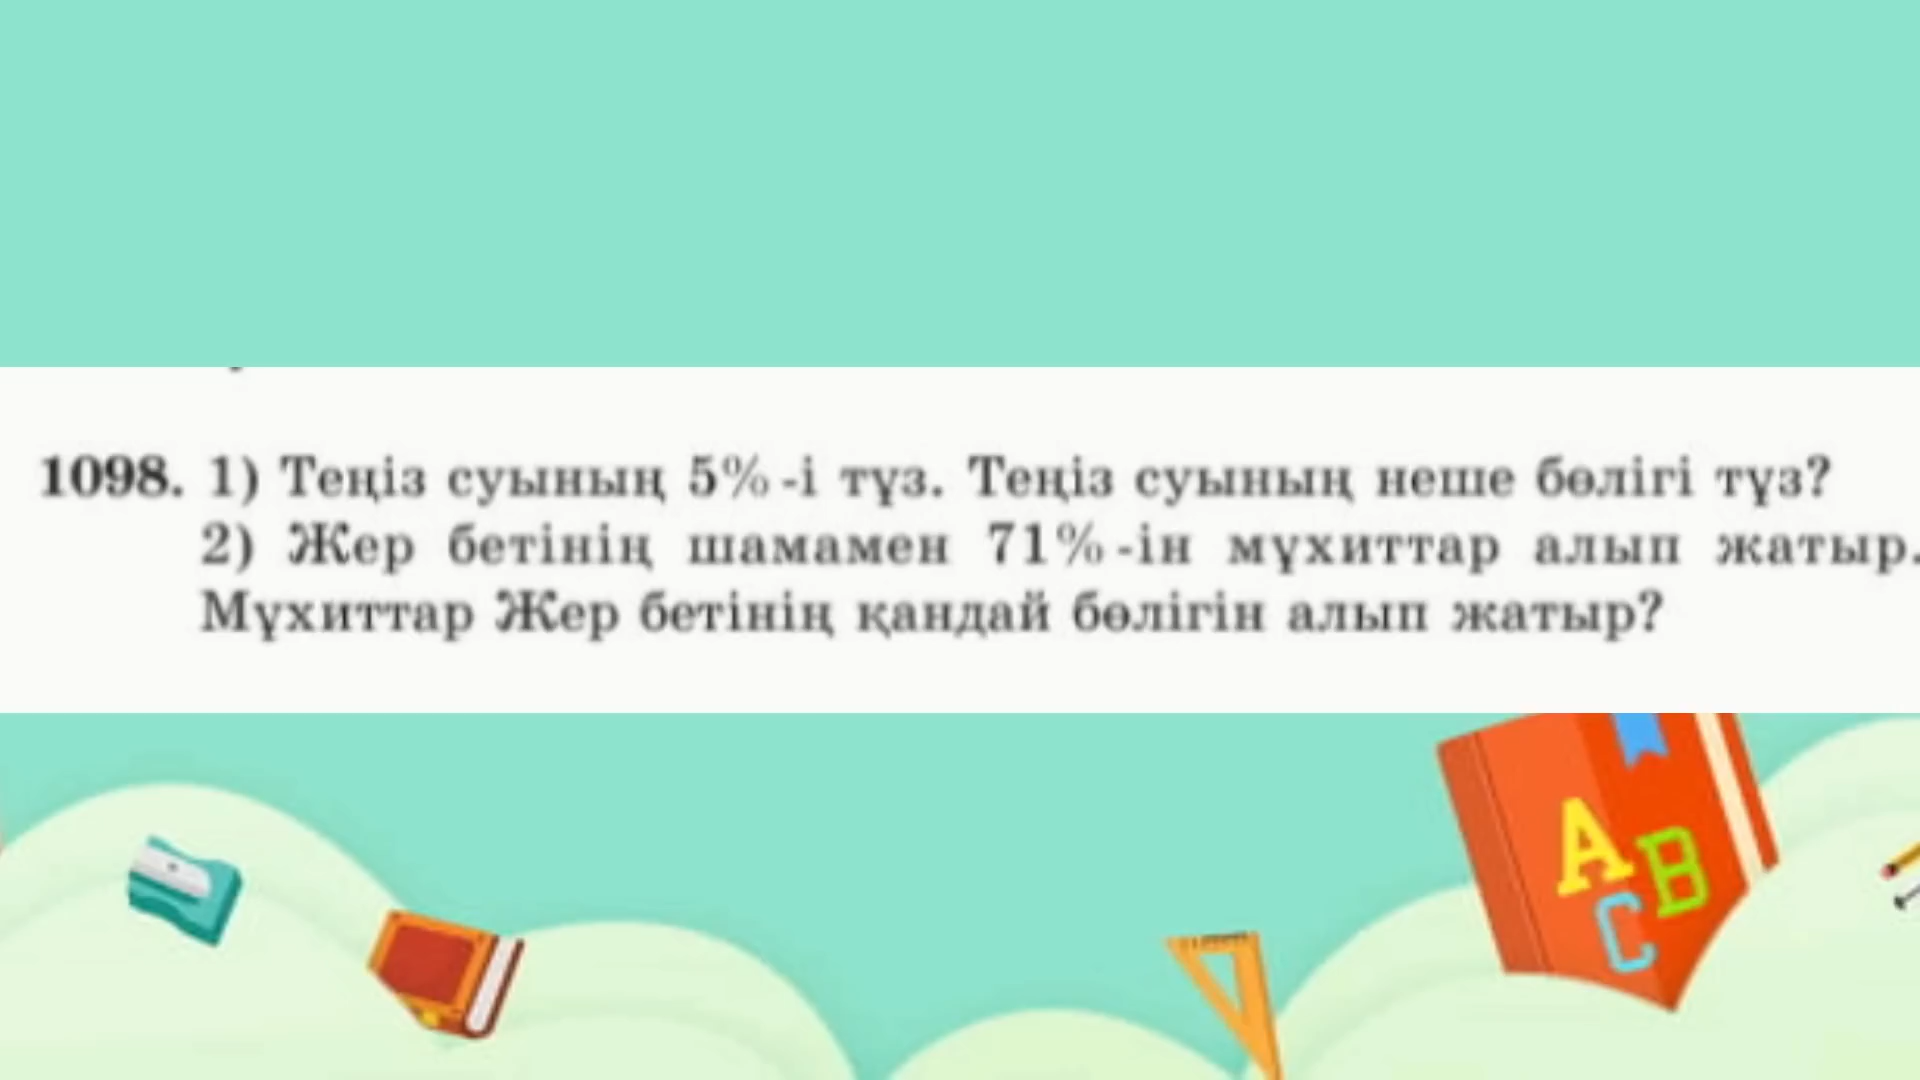 1098. 1) Теңіз суының 5%-і тұз. Теңіз суының неше бөлігі тұз?
2) Жер бетінің шамамен 71%-ін мұхиттар алып жатыр.
Мұхиттар Жер бетінің қандай бөлігін алып жатыр?
A
B
C